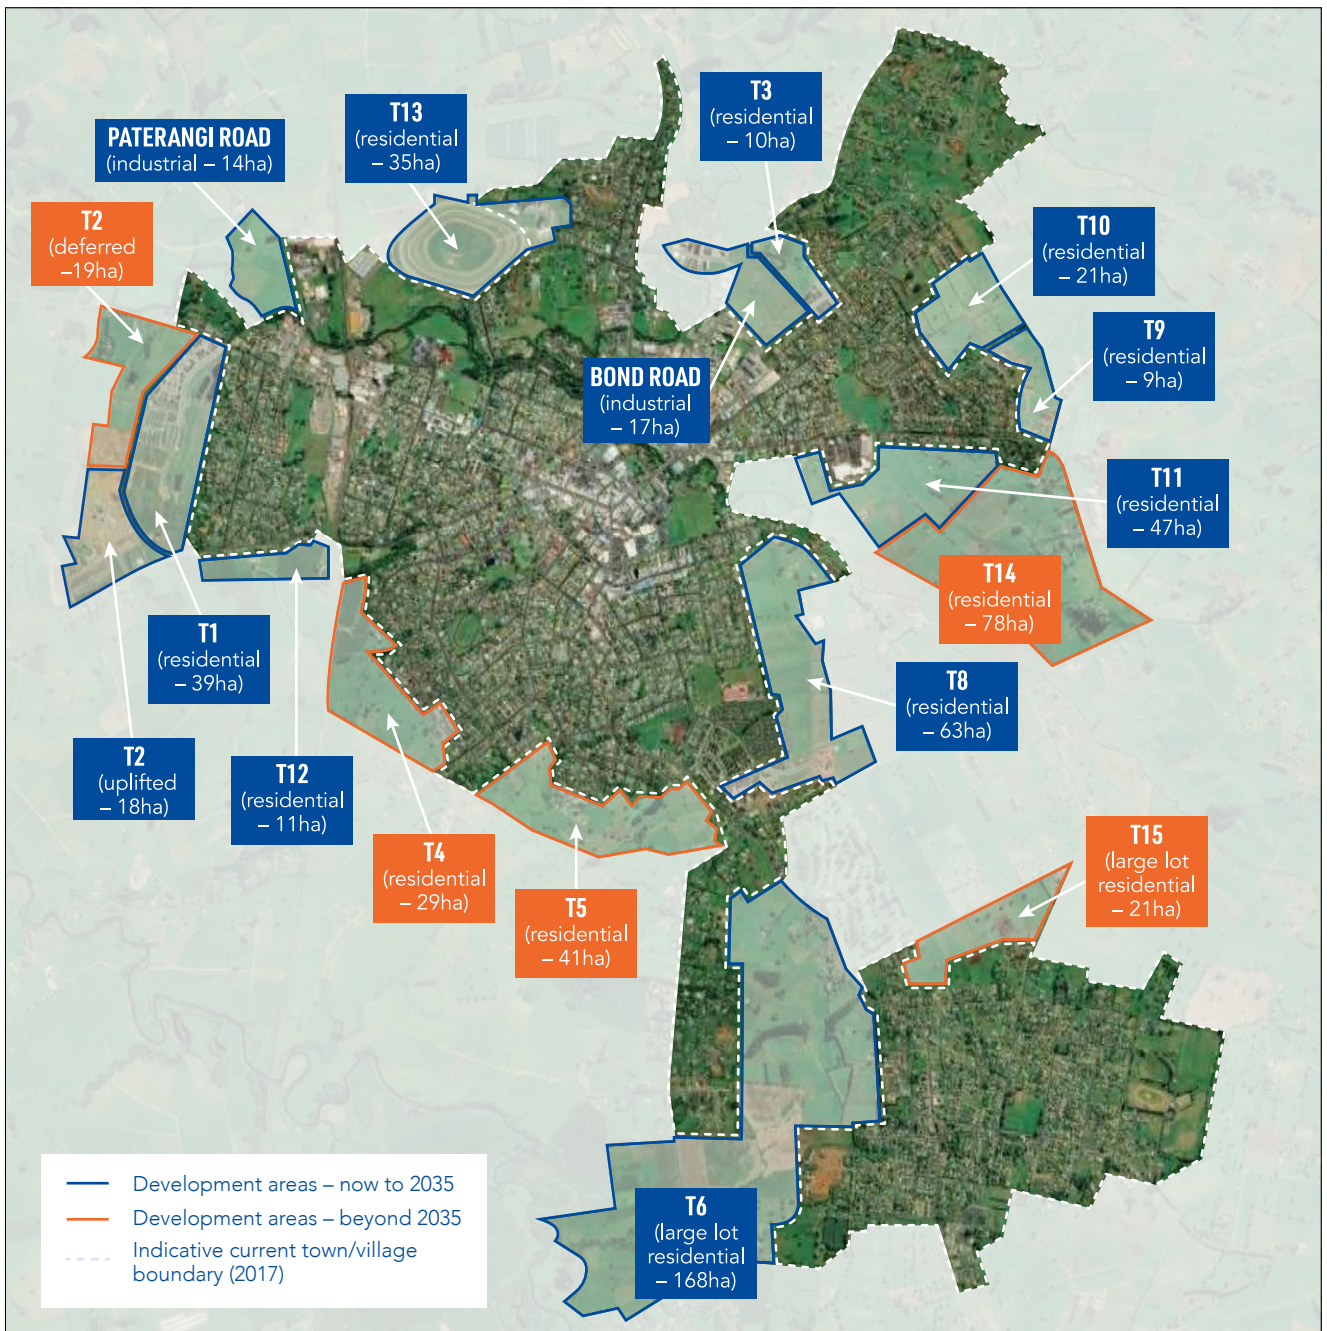 T13
(residential
– 35ha)
T3
(residential
– 10ha)
PATERANGI ROAD
(industrial – 14ha)
T2
(deferred
–19ha)
T10
(residential
– 21ha)
T9
(residential
– 9ha)
BOND ROAD
(industrial
– 17ha)
T11
(residential
– 47ha)
T14
(residential
– 78ha)
T1
(residential
– 39ha)
T8
(residential
– 63ha)
T2
(uplifted
– 18ha)
T12
(residential
– 11ha)
T4
(residential
– 29ha)
T5
(residential
– 41ha)
T15
(large lot
residential
– 21ha)
T6
(large lot
residential
– 168ha)
Development areas – now to 2035
Development areas – beyond 2035
Indicative current town/village
boundary (2017)